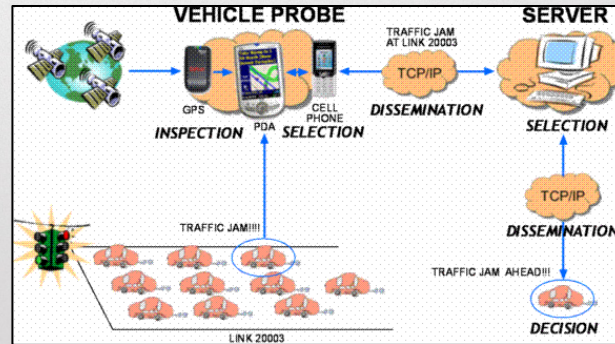 VEHICLE PROBE
SERVER
TRAFFIC JAM
AT LINK 20003
TCP/IP
GPS
PDA
CELL
PHONE
INSPECTION
SELECTION
DISSEMINATION
SELECTION
TCP/IP
DISSEMINATION
TRAFFIC JAM!!!!
TRAFFIC JAM AHEAD!!!
LINK 20003
DECISION